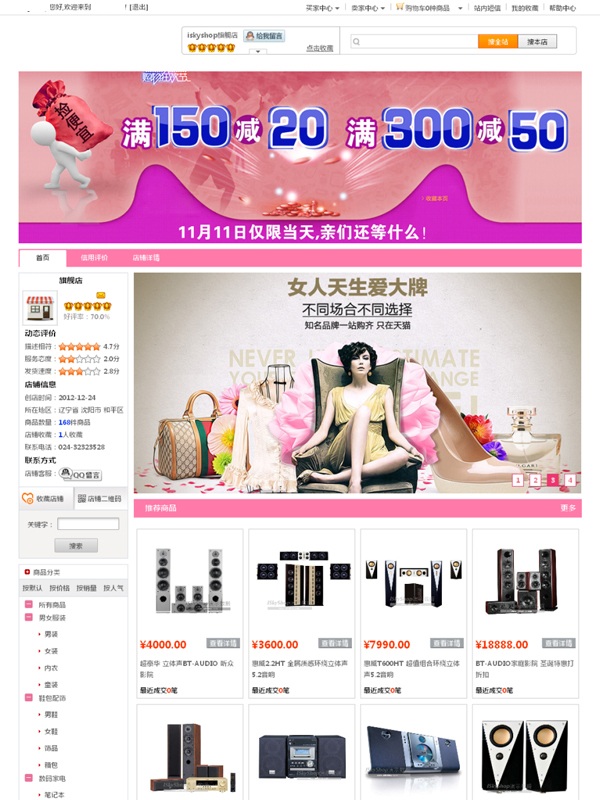 您好,欢迎来到 ！[退出]
买家中心 卖家中心 购物车0种商品 站内短信 我的收藏 帮助中心
iskyshop旗舰店 给我留言
点击收藏
搜全站 搜本店
捡便宜
满150减20 满300减50
收藏本页
11月11日仅限当天,亲们还等什么!
首页 信用评价 店铺详情
旗舰店
好评率：70.0%
动态评价
描述相符： 4.7分
服务态度： 2.0分
发货速度： 2.8分
店铺信息
创店时间：2012-12-24
所在地区：辽宁省 沈阳市 和平区
商品数量：168件商品
店铺收藏：1人收藏
联系电话：024-32323528
联系方式
店铺客服： QQ留言
收藏店铺 店铺二维码
关键字：
搜索
商品分类
按默认 按价格 按销量 按人气
所有商品
男女服装
男装
女装
内衣
童装
鞋包配饰
男鞋
女鞋
饰品
箱包
数码家电
笔记本
女人天生爱大牌
不同场合不同选择
知名品牌一站购齐 只在天猫
NEVER
1 2 3 4
推荐商品 更多
¥4000.00 查看详情
超豪华 立体声BT-AUDIO 听众影院
最近成交0笔
¥3600.00 查看详情
惠威2.2HT 全隅洒感环绕立体声5.2音响
最近成交0笔
¥7990.00 查看详情
惠威T600HT 超值组合环绕立体声5.2音响
最近成交0笔
¥18888.00 查看详情
BT-AUDIO家庭影院 圣诞特惠打折扣
最近成交0笔